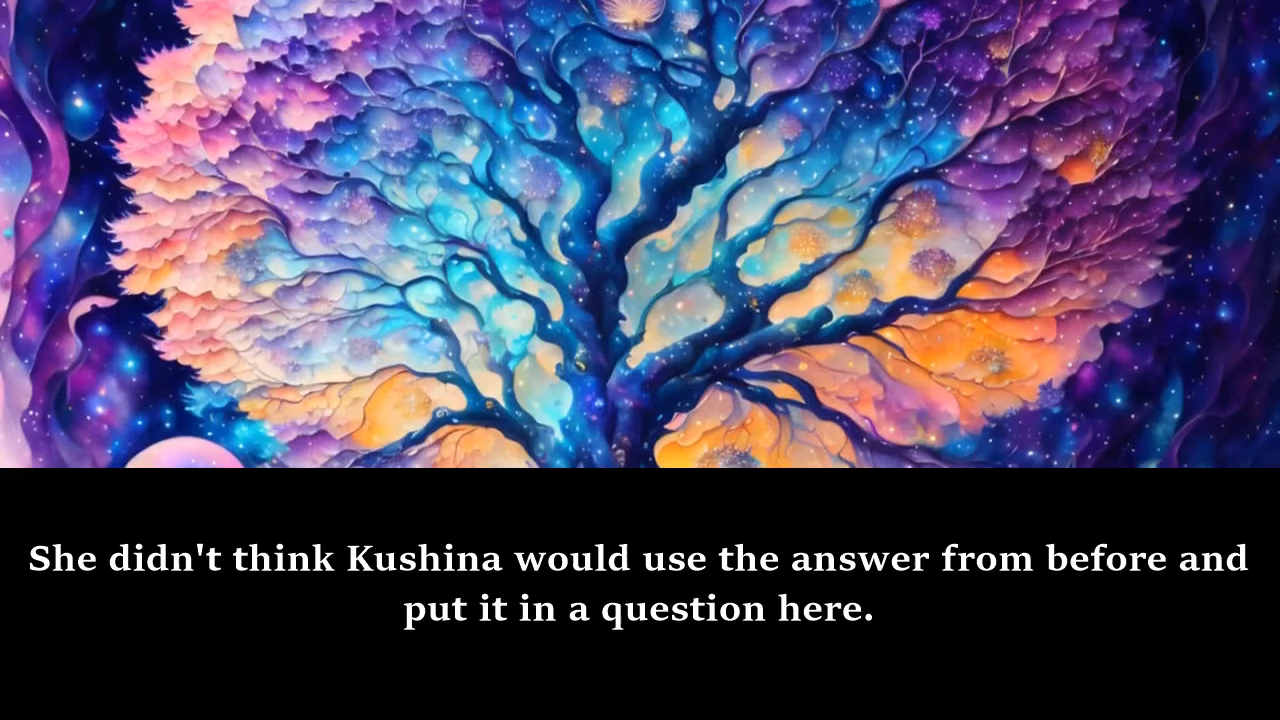 She didn't think Kushina would use the answer from before and
put it in a question here.